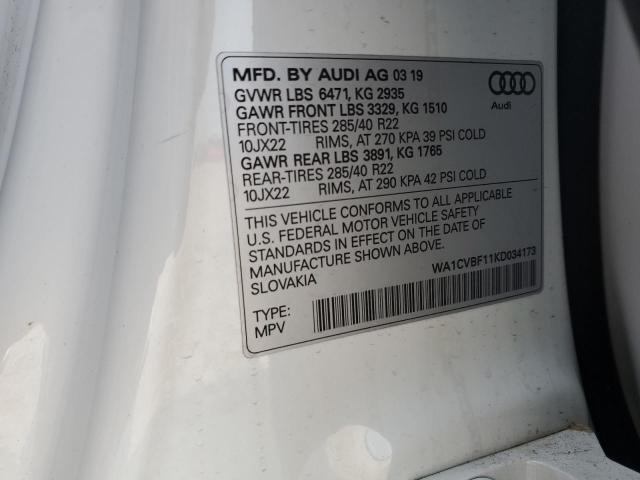 MFD. BY AUDI AG 03 19
GVWR LBS 6471, KG 2935
GAWR FRONT LBS 3329, KG 1510
FRONT-TIRES 285/40 R22
10JX22 RIMS, AT 270 KPA 39 PSI COLD
GAWR REAR LBS 3891, KG 1765
REAR-TIRES 285/40 R22
10JX22 RIMS, AT 290 KPA 42 PSI COLD
Audi
THIS VEHICLE CONFORMS TO ALL APPLICABLE
U.S. FEDERAL MOTOR VEHICLE SAFETY
STANDARDS IN EFFECT ON THE DATE OF
MANUFACTURE SHOWN ABOVE.
SLOVAKIA
WA1CVBF11KD034173
TYPE:
MPV